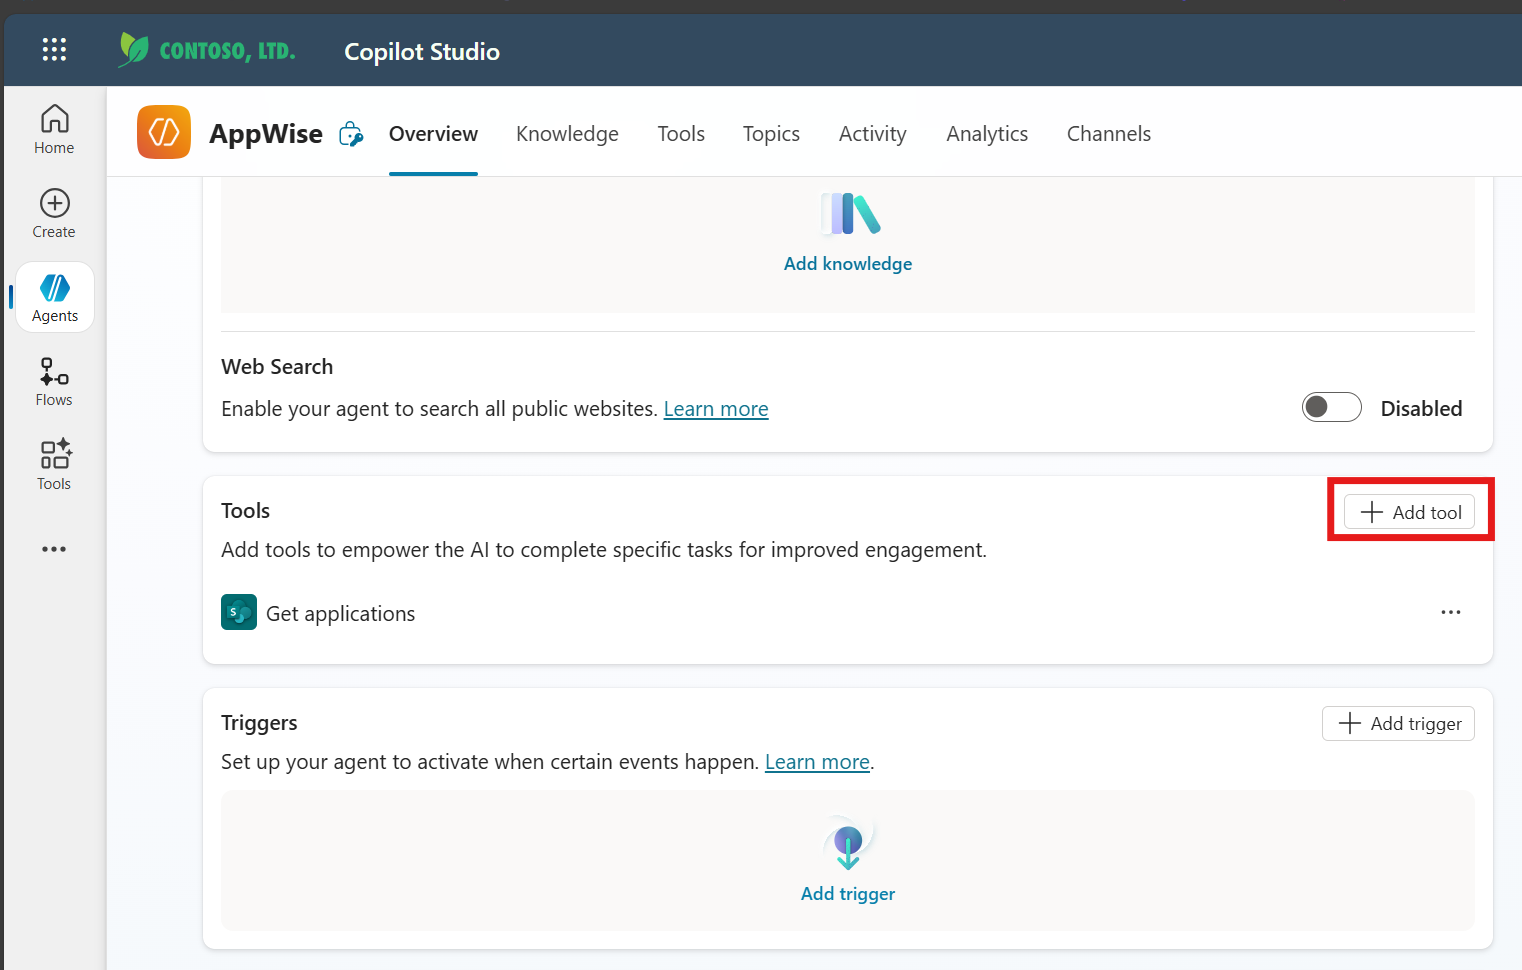 CONTOSO, LTD.
Copilot Studio
Home
Create
Agents
Flows
Tools
AppWise
Overview
Knowledge
Tools
Topics
Activity
Analytics
Channels
Add knowledge
Web Search
Enable your agent to search all public websites. Learn more
Disabled
Tools
Add tool
Add tools to empower the AI to complete specific tasks for improved engagement.
S
Get applications
Triggers
Add trigger
Set up your agent to activate when certain events happen. Learn more.
Add trigger